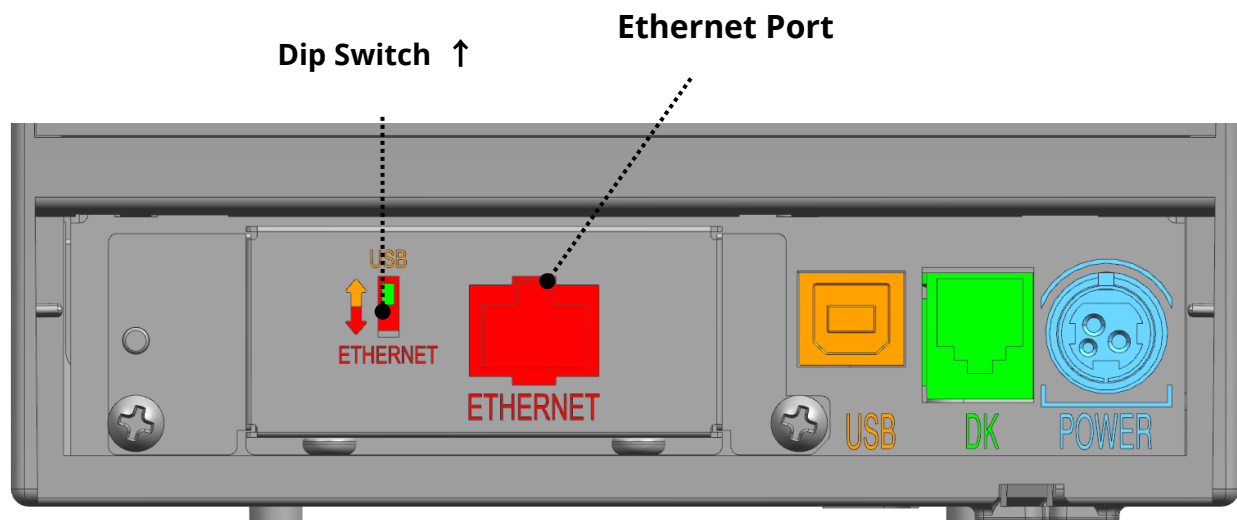 Ethernet Port
Dip Switch ↑
USB
ETHERNET
ETHERNET
USB
DK
POWER